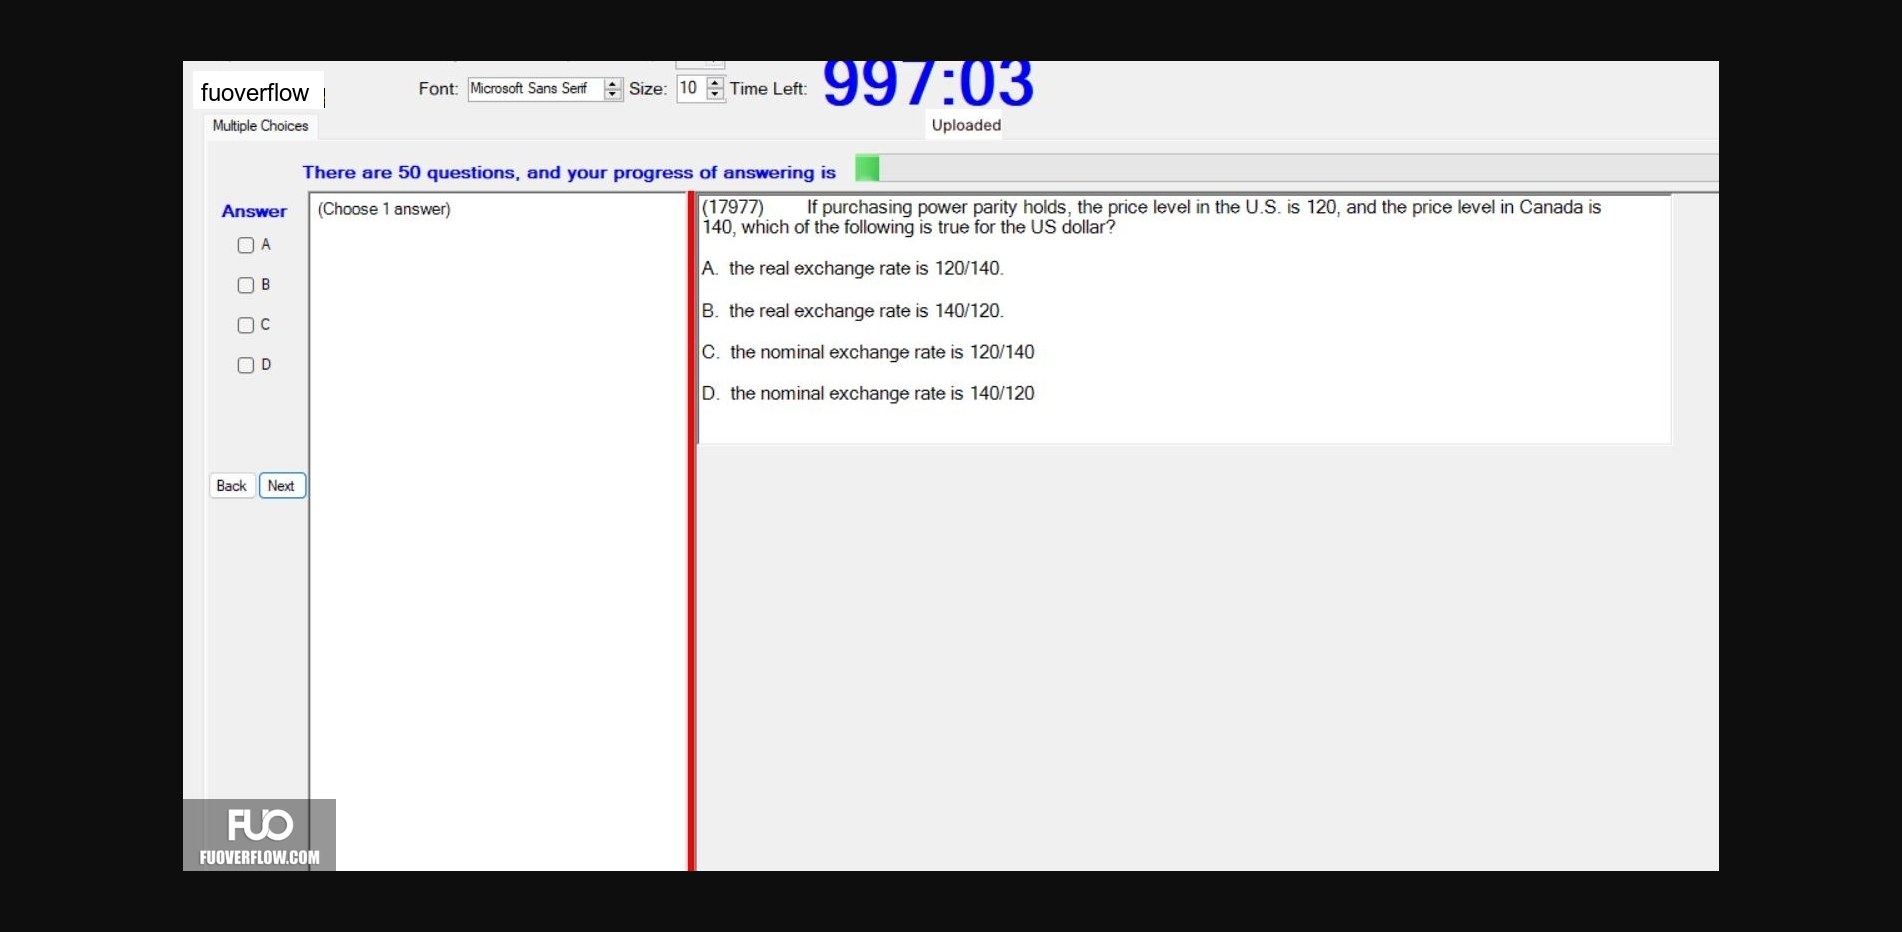 fuoverflow
Font: Microsoft Sans Serif Size: 10 Time Left: 997:03
Multiple Choices
Uploaded
There are 50 questions, and your progress of answering is
Answer
(Choose 1 answer)
A
B
C
D
Back Next
(17977) If purchasing power parity holds, the price level in the U.S. is 120, and the price level in Canada is
140, which of the following is true for the US dollar?
A. the real exchange rate is 120/140.
B. the real exchange rate is 140/120.
C. the nominal exchange rate is 120/140
D. the nominal exchange rate is 140/120
FUO
FUOVERFLOW.COM